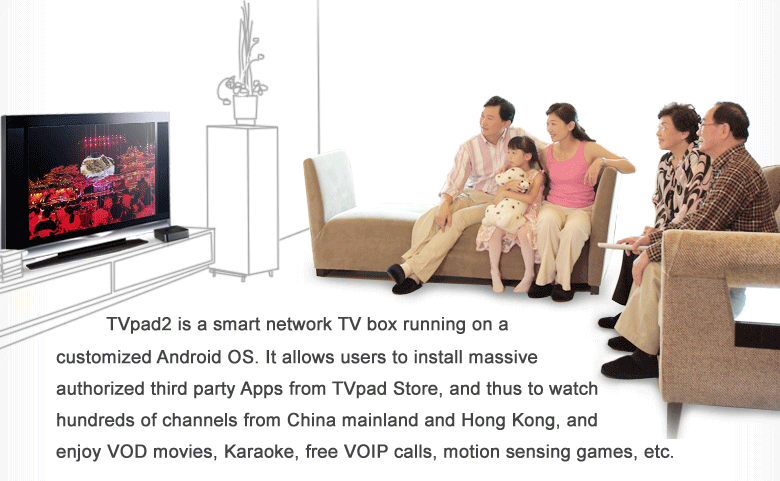 TVpad2 is a smart network TV box running on a
customized Android OS. It allows users to install massive
authorized third party Apps from TVpad Store, and thus to watch
hundreds of channels from China mainland and Hong Kong, and
enjoy VOD movies, Karaoke, free VOIP calls, motion sensing games, etc.